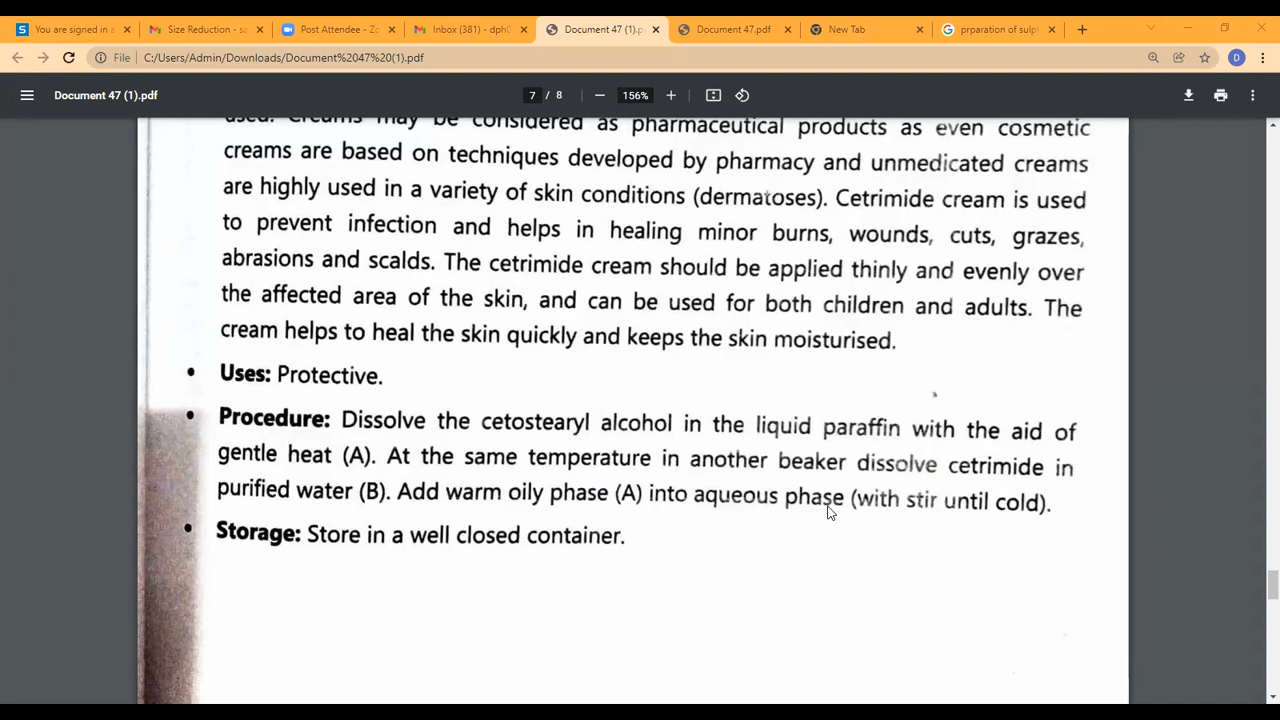 You are signed in a
Size Reduction - sa
Post Attendee - Zo
Inbox (381) - dph0
Document 47 (1).p
Document 47.pdf
New Tab
prparation of sulp
File
C:/Users/Admin/Downloads/Document%2047%20(1).pdf
D
Document 47 (1).pdf
7 / 8
156%
used. Creams may be considered as pharmaceutical products as even cosmetic
creams are based on techniques developed by pharmacy and unmedicated creams
are highly used in a variety of skin conditions (dermatoses). Cetrimide cream is used
to prevent infection and helps in healing minor burns, wounds, cuts, grazes,
abrasions and scalds. The cetrimide cream should be applied thinly and evenly over
the affected area of the skin, and can be used for both children and adults. The
cream helps to heal the skin quickly and keeps the skin moisturised.
• Uses: Protective.
• Procedure: Dissolve the cetostearyl alcohol in the liquid paraffin with the aid of
gentle heat (A). At the same temperature in another beaker dissolve cetrimide in
purified water (B). Add warm oily phase (A) into aqueous phase (with stir until cold).
• Storage: Store in a well closed container.